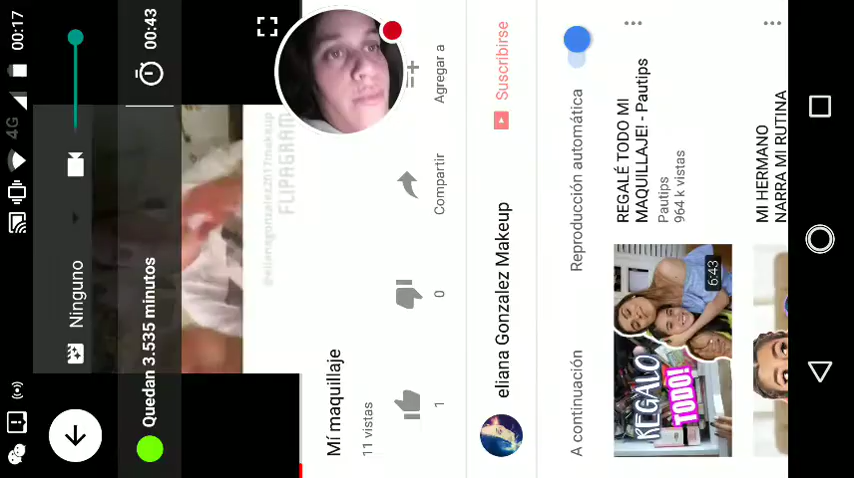 4G 00:17
Ninguno
Quedan 3.535 minutos
00:43
@elianagonzalez2017makeup
FLIPAGRAM
Mí maquillaje
11 vistas
1
0
Compartir
Agregar a
eliana Gonzalez Makeup
Suscribirse
A continuación
Reproducción automática
REGALO
TODO!
6:43
REGALÉ TODO MI
MAQUILLAJE! - Pautips
Pautips
964 k vistas
MI HERMANO
NARRA MI RUTINA